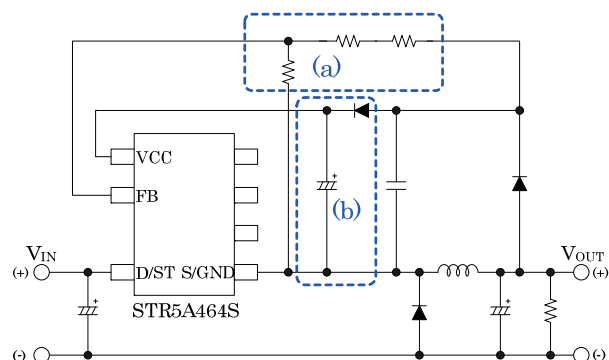 (a)
VCC
(b)
FB
VIN
VOUT
(+)
D/ST S/GND
(+)
STR5A464S
(-)
(-)
+
+
+